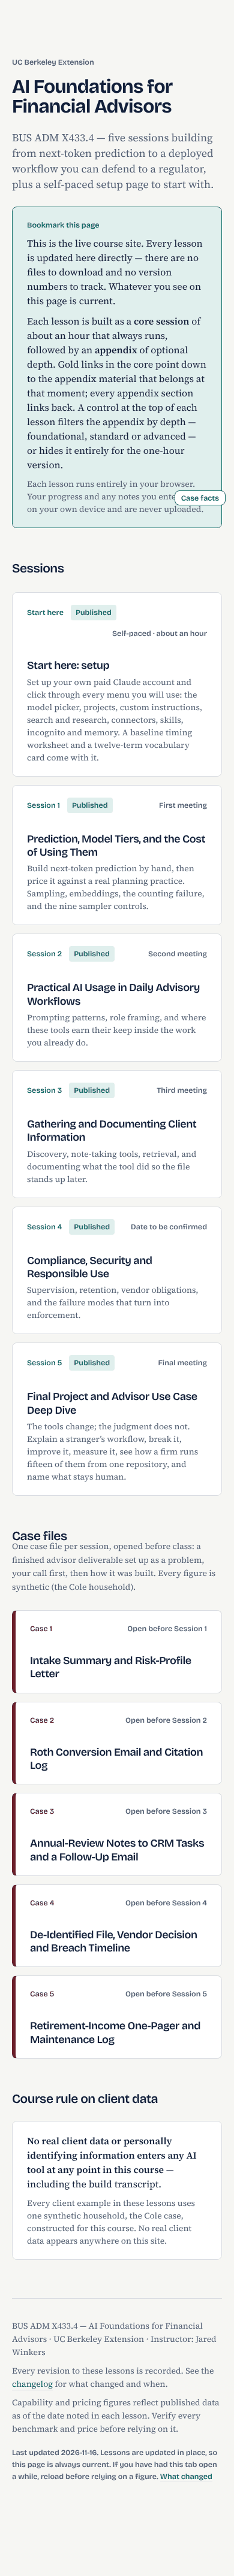 UC Berkeley Extension
AI Foundations for
Financial Advisors
BUS ADM X433.4 — five sessions building
from next-token prediction to a deployed
workflow you can defend to a regulator,
plus a self-paced setup page to start with.
Bookmark this page
This is the live course site. Every lesson
is updated here directly — there are no
files to download and no version
numbers to track. Whatever you see on
this page is current.
Each lesson is built as a core session of
about an hour that always runs,
followed by an appendix of optional
depth. Gold links in the core point down
to the appendix material that belongs at
that moment; every appendix section
links back. A control at the top of each
lesson filters the appendix by depth —
foundational, standard or advanced —
or hides it entirely for the one-hour
version.
Each lesson runs entirely in your browser.
Your progress and any notes you ente
Case facts
on your own device and are never uploaded.
Sessions
Start here Published
Self-paced · about an hour
Start here: setup
Set up your own paid Claude account and
click through every menu you will use: the
model picker, projects, custom instructions,
search and research, connectors, skills,
incognito and memory. A baseline timing
worksheet and a twelve-term vocabulary
card come with it.
Session 1 Published First meeting
Prediction, Model Tiers, and the Cost
of Using Them
Build next-token prediction by hand, then
price it against a real planning practice.
Sampling, embeddings, the counting failure,
and the nine sampler controls.
Session 2 Published Second meeting
Practical AI Usage in Daily Advisory
Workflows
Prompting patterns, role framing, and where
these tools earn their keep inside the work
you already do.
Session 3 Published Third meeting
Gathering and Documenting Client
Information
Discovery, note-taking tools, retrieval, and
documenting what the tool did so the file
stands up later.
Session 4 Published Date to be confirmed
Compliance, Security and
Responsible Use
Supervision, retention, vendor obligations,
and the failure modes that turn into
enforcement.
Session 5 Published Final meeting
Final Project and Advisor Use Case
Deep Dive
The tools change; the judgment does not.
Explain a stranger's workflow, break it,
improve it, measure it, see how a firm runs
fifteen of them from one repository, and
name what stays human.
Case files
One case file per session, opened before class: a
finished advisor deliverable set up as a problem,
your call first, then how it was built. Every figure is
synthetic (the Cole household).
Case 1 Open before Session 1
Intake Summary and Risk-Profile
Letter
Case 2 Open before Session 2
Roth Conversion Email and Citation
Log
Case 3 Open before Session 3
Annual-Review Notes to CRM Tasks
and a Follow-Up Email
Case 4 Open before Session 4
De-Identified File, Vendor Decision
and Breach Timeline
Case 5 Open before Session 5
Retirement-Income One-Pager and
Maintenance Log
Course rule on client data
No real client data or personally
identifying information enters any AI
tool at any point in this course —
including the build transcript.
Every client example in these lessons uses
one synthetic household, the Cole case,
constructed for this course. No real client
data appears anywhere on this site.
BUS ADM X433.4 — AI Foundations for Financial
Advisors · UC Berkeley Extension · Instructor: Jared
Winkers
Every revision to these lessons is recorded. See the
changelog for what changed and when.
Capability and pricing figures reflect published data
as of the date noted in each lesson. Verify every
benchmark and price before relying on it.
Last updated 2026-11-16. Lessons are updated in place, so
this page is always current. If you have had this tab open
a while, reload before relying on a figure. What changed